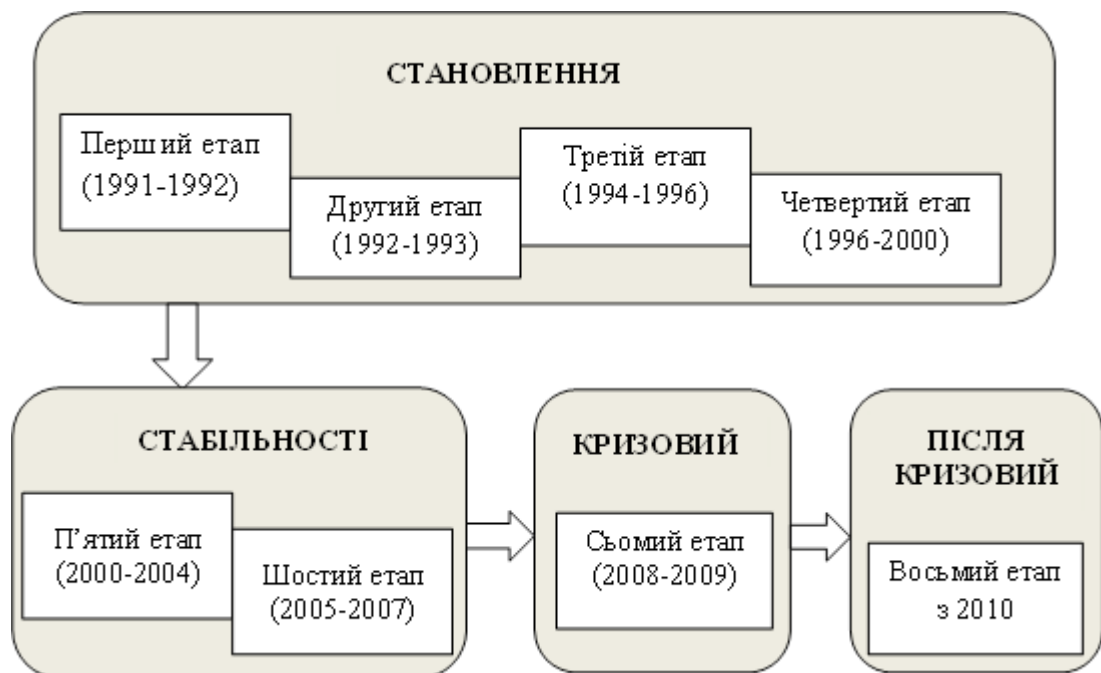 СТАНОВЛЕННЯ
Перший етап
(1991-1992)
Другий етап
(1992-1993)
Третій етап
(1994-1996)
Четвертий етап
(1996-2000)
СТАБІЛЬНОСТІ
П’ятий етап
(2000-2004)
Шостий етап
(2005-2007)
КРИЗОВИЙ
Сьомий етап
(2008-2009)
ПІСЛЯ
КРИЗОВИЙ
Восьмий етап
з 2010